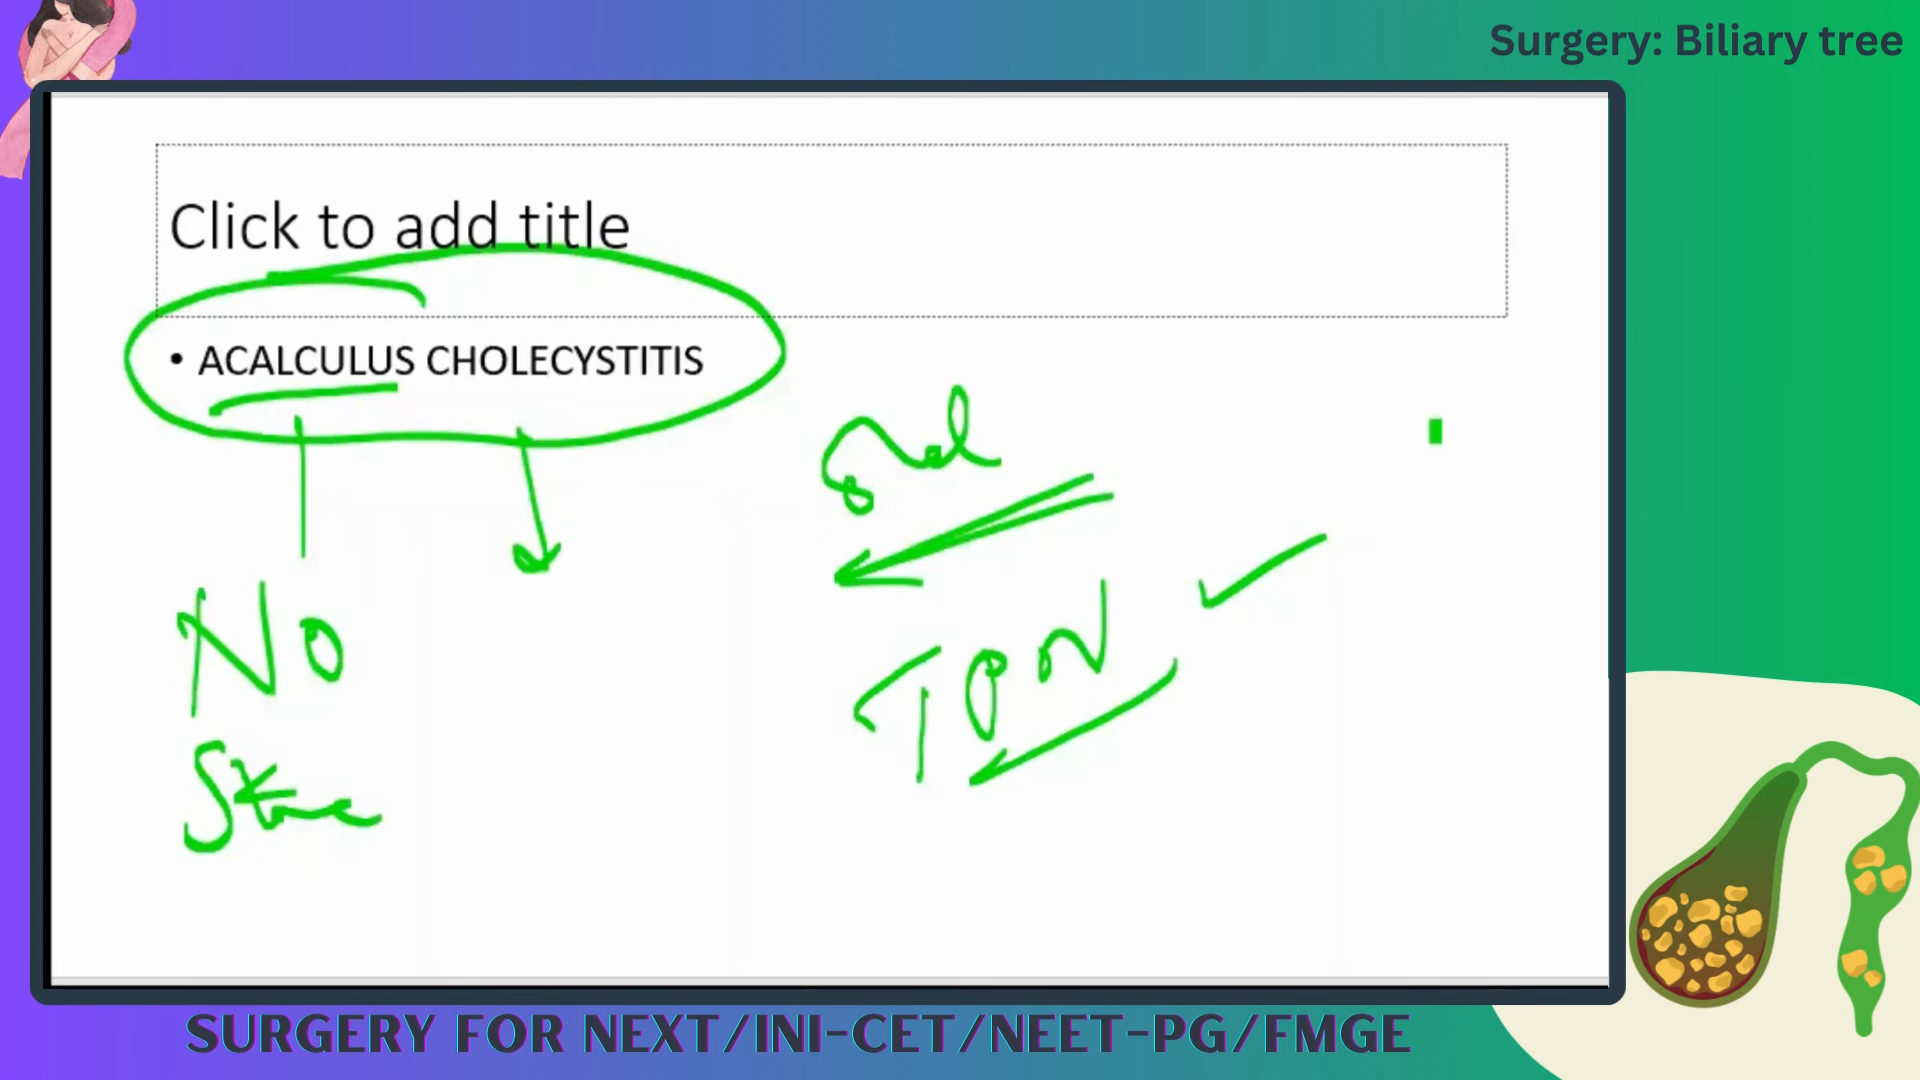 Surgery: Biliary tree
Click to add title
• ACALCULUS CHOLECYSTITIS
No
Stone
TPN
SURGERY FOR NEXT/INI-CET/NEET-PG/FMGE